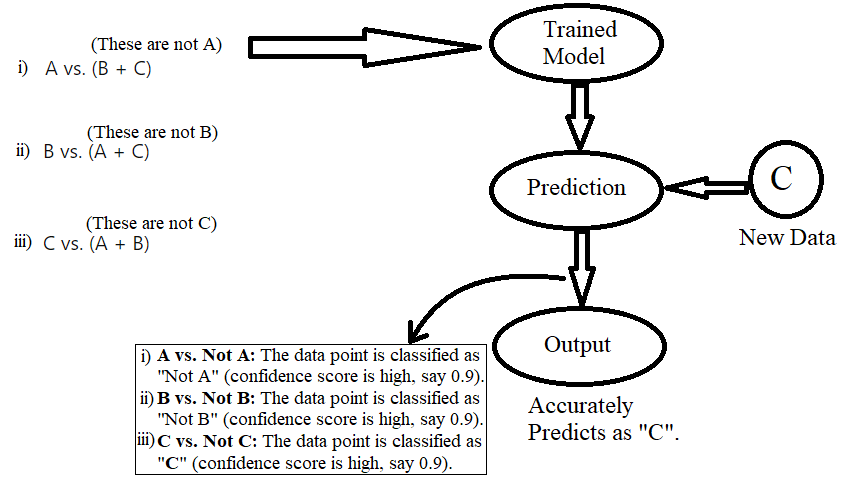 (These are not A)
i) A vs. (B + C)
(These are not B)
ii) B vs. (A + C)
(These are not C)
iii) C vs. (A + B)
Trained
Model
Prediction
C
New Data
Output
Accurately
Predicts as "C".
i) A vs. Not A: The data point is classified as
"Not A" (confidence score is high, say 0.9).
ii) B vs. Not B: The data point is classified as
"Not B" (confidence score is high, say 0.9).
iii) C vs. Not C: The data point is classified as
"C" (confidence score is high, say 0.9).